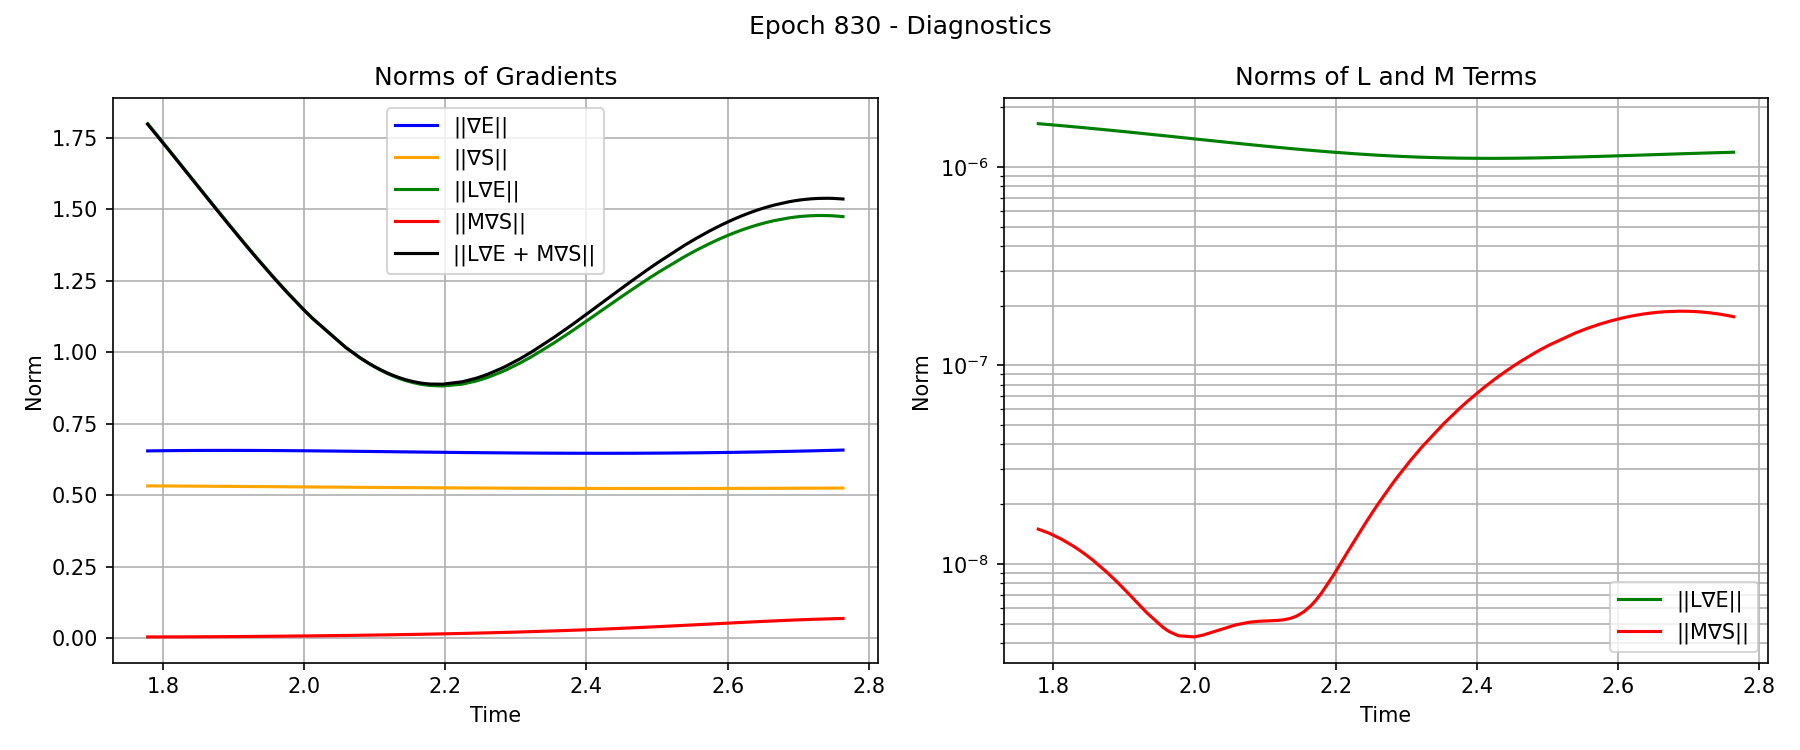 Epoch 830 - Diagnostics
Norms of Gradients
||∇E||
||∇S||
||L∇E||
||M∇S||
||L∇E + M∇S||
1.75
1.50
1.25
1.00
0.75
0.50
0.25
0.00
Norm
1.8
2.0
2.2
2.4
2.6
2.8
Time
Norms of L and M Terms
10⁻⁶
10⁻⁷
10⁻⁸
Norm
||L∇E||
||M∇S||
1.8
2.0
2.2
2.4
2.6
2.8
Time